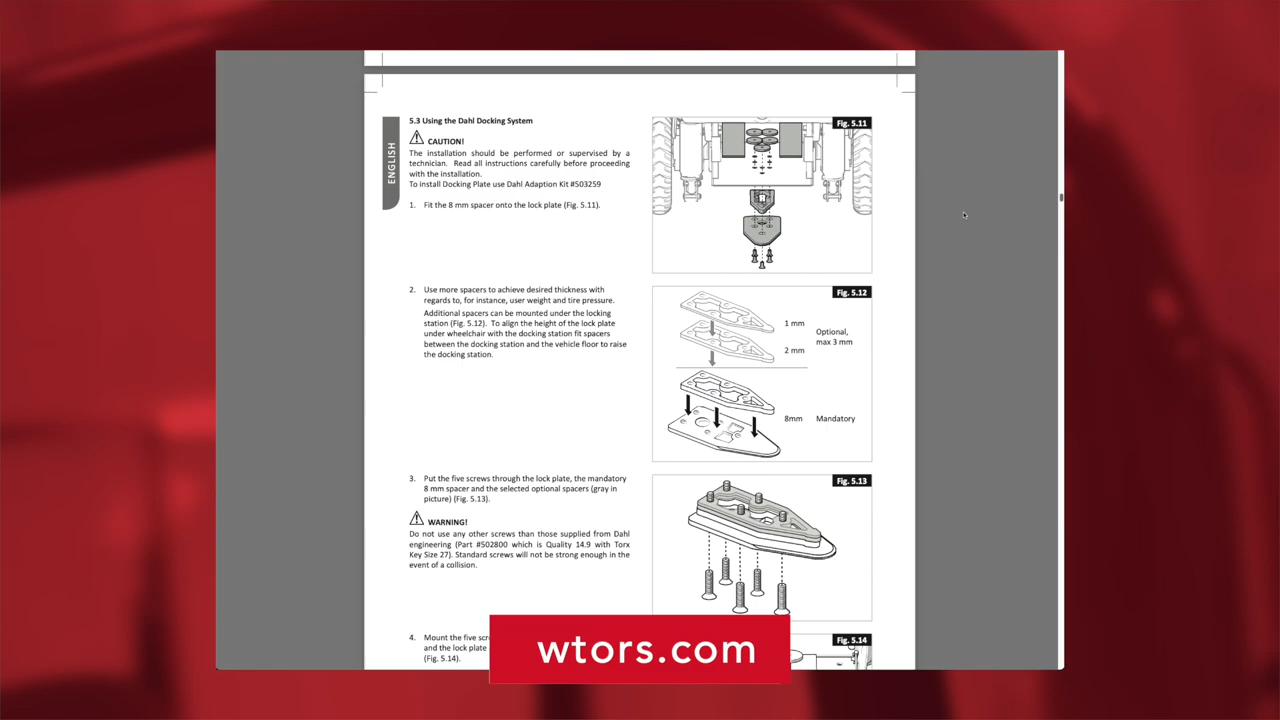 5.3 Using the Dahl Docking System
ENGLISH
CAUTION!
The installation should be performed or supervised by a
technician. Read all instructions carefully before proceeding
with the installation.
To install Docking Plate use Dahl Adaption Kit #503259
1. Fit the 8 mm spacer onto the lock plate (Fig. 5.11).
Fig. 5.11
2. Use more spacers to achieve desired thickness with
regards to, for instance, user weight and tire pressure.
Additional spacers can be mounted under the locking
station (Fig. 5.12). To align the height of the lock plate
under wheelchair with the docking station fit spacers
between the docking station and the vehicle floor to raise
the docking station.
Fig. 5.12
1 mm
Optional,
max 3 mm
2 mm
8mm Mandatory
3. Put the five screws through the lock plate, the mandatory
8 mm spacer and the selected optional spacers (gray in
picture) (Fig. 5.13).
WARNING!
Do not use any other screws than those supplied from Dahl
engineering (Part #502800 which is Quality 14.9 with Torx
Key Size 27). Standard screws will not be strong enough in the
event of a collision.
Fig. 5.13
4. Mount the five scr
and the lock plate
(Fig. 5.14).
Fig. 5.14
wtors.com